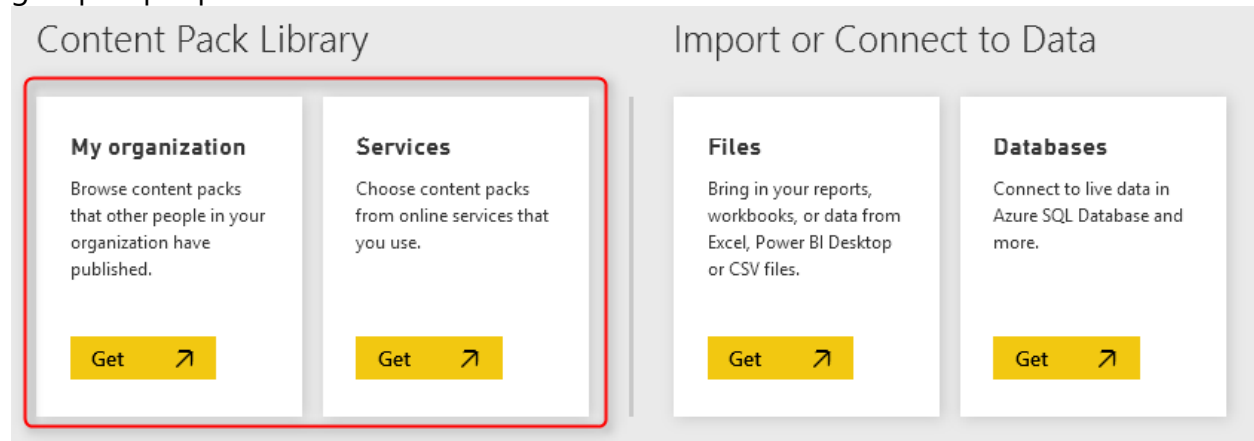 Content Pack Library
My organization
Browse content packs
that other people in your
organization have
published.
Get
Services
Choose content packs
from online services that
you use.
Get
Import or Connect to Data
Files
Bring in your reports,
workbooks, or data from
Excel, Power BI Desktop
or CSV files.
Get
Databases
Connect to live data in
Azure SQL Database and
more.
Get